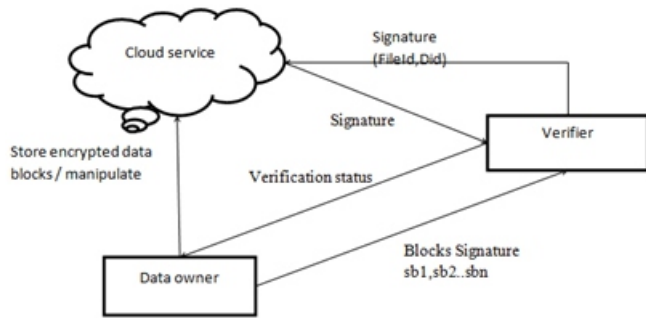 Cloud service
Signature
(FileId,Did)
Signature
Verifier
Store encrypted data
blocks / manipulate
Verification status
Blocks Signature
sb1,sb2..sbn
Data owner